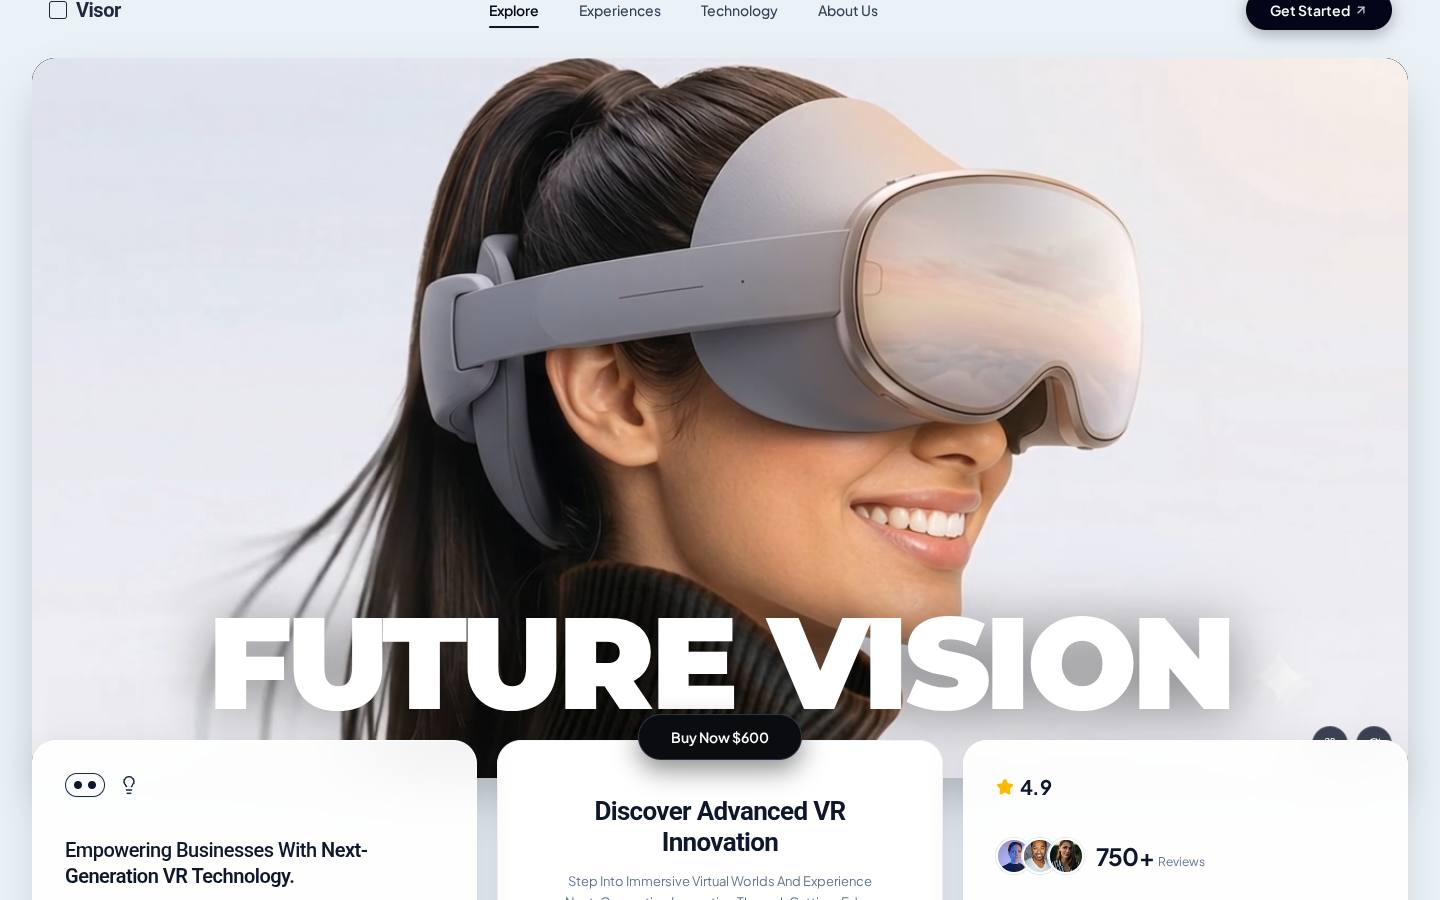 Visor
Explore
Experiences
Technology
About Us
Get Started
FUTURE VISION
Buy Now $600
Empowering Businesses With Next-
Generation VR Technology.
Discover Advanced VR
Innovation
Step Into Immersive Virtual Worlds And Experience
4.9
750+ Reviews